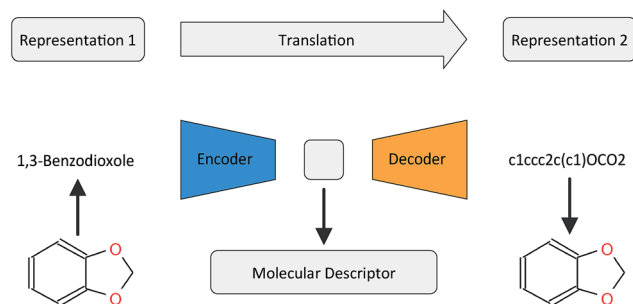 Representation 1
Translation
Representation 2
1,3-Benzodioxole
Encoder
Decoder
c1ccc2c(c1)OCO2
Molecular Descriptor
O
O
O
O